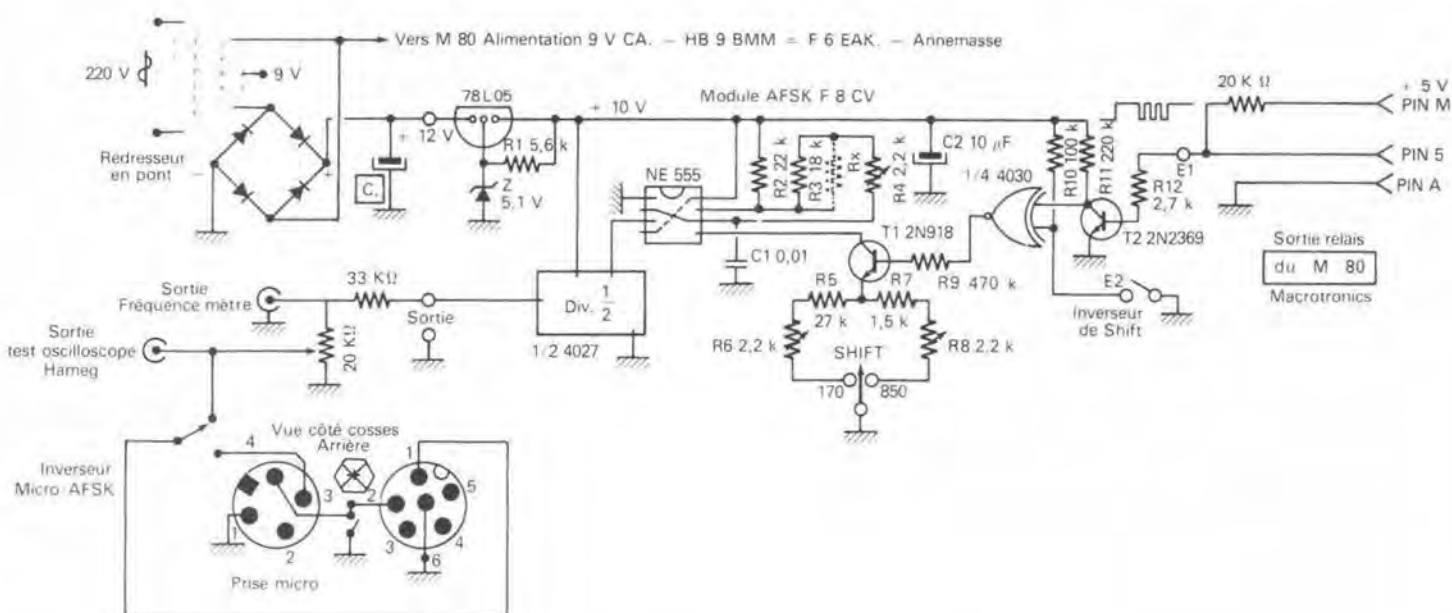 Vers M 80 Alimentation 9 V CA. – HB 9 BMM = F 6 EAK. – Annemasse
220 V
9 V
Redresseur
en pont
–
+
C.
+
12 V
78L05
+ 10 V
R1 5,6 k
Z
5,1 V
Module AFSK F 8 CV
NE 555
R2 22 k
R3 18 k
Rx
R4 2,2 k
C2 10 µF
1/4 4030
R10 100 k
R11 220 k
20 K Ω
+ 5 V
PIN M
PIN 5
PIN A
E1
R12
2,7 k
T2 2N2369
Sortie relais
du M 80
Macrotronics
C1 0,01
T1 2N918
R9 470 k
E2
Inverseur
de Shift
R5
27 k
R7
1,5 k
R6 2,2 k
R8 2,2 k
SHIFT
170
850
Div. 1/2
1/2 4027
33 KΩ
Sortie
Sortie
Fréquence mètre
Sortie
test oscilloscope
Hameg
20 KΩ
Inverseur
Micro AFSK
Vue côté cosses
Arrière
4
3
1
2
Prise micro
1
2
5
3
4
6